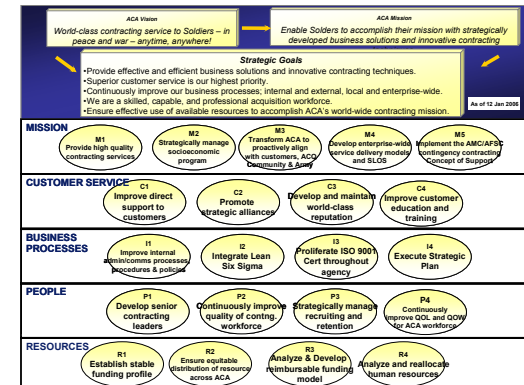 ACA Vision
World-class contracting service to Soldiers – in
peace and war – anytime, anywhere!
ACA Mission
Enable Solders to accomplish their mission with strategically
developed business solutions and innovative contracting
Strategic Goals
•Provide effective and efficient business solutions and innovative contracting techniques.
•Superior customer service is our highest priority.
•Continuously improve our business processes; internal and external, local and enterprise-wide.
•We are a skilled, capable, and professional acquisition workforce.
•Ensure effective use of available resources to accomplish ACA's world-wide contracting mission.
As of 12 Jan 2006
MISSION
M1
Provide high quality
contracting services
M2
Strategically manage
socioeconomic
program
M3
Transform ACA to
proactively align
with customers, ACQ
Community & Army
M4
Develop enterprise-wide
service delivery models
and SLOS
M5
Implement the AMC/AFSC
contingency contracting
Concept of Support
CUSTOMER SERVICE
C1
Improve direct
support to
customers
C2
Promote
strategic alliances
C3
Develop and maintain
world-class
reputation
C4
Improve customer
education and
training
BUSINESS
PROCESSES
I1
Improve internal
admin/comms processes,
procedures & policies
I2
Integrate Lean
Six Sigma
I3
Proliferate ISO 9001
Cert throughout
agency
I4
Execute Strategic
Plan
PEOPLE
P1
Develop senior
contracting
leaders
P2
Continuously improve
quality of contng.
workforce
P3
Strategically manage
recruiting and
retention
P4
Continuously
improve QOL and QOW
for ACA workforce
RESOURCES
R1
Establish stable
funding profile
R2
Ensure equitable
distribution of resource
across ACA
R3
Analyze & Develop
reimbursable funding
model
R4
Analyze and reallocate
human resources